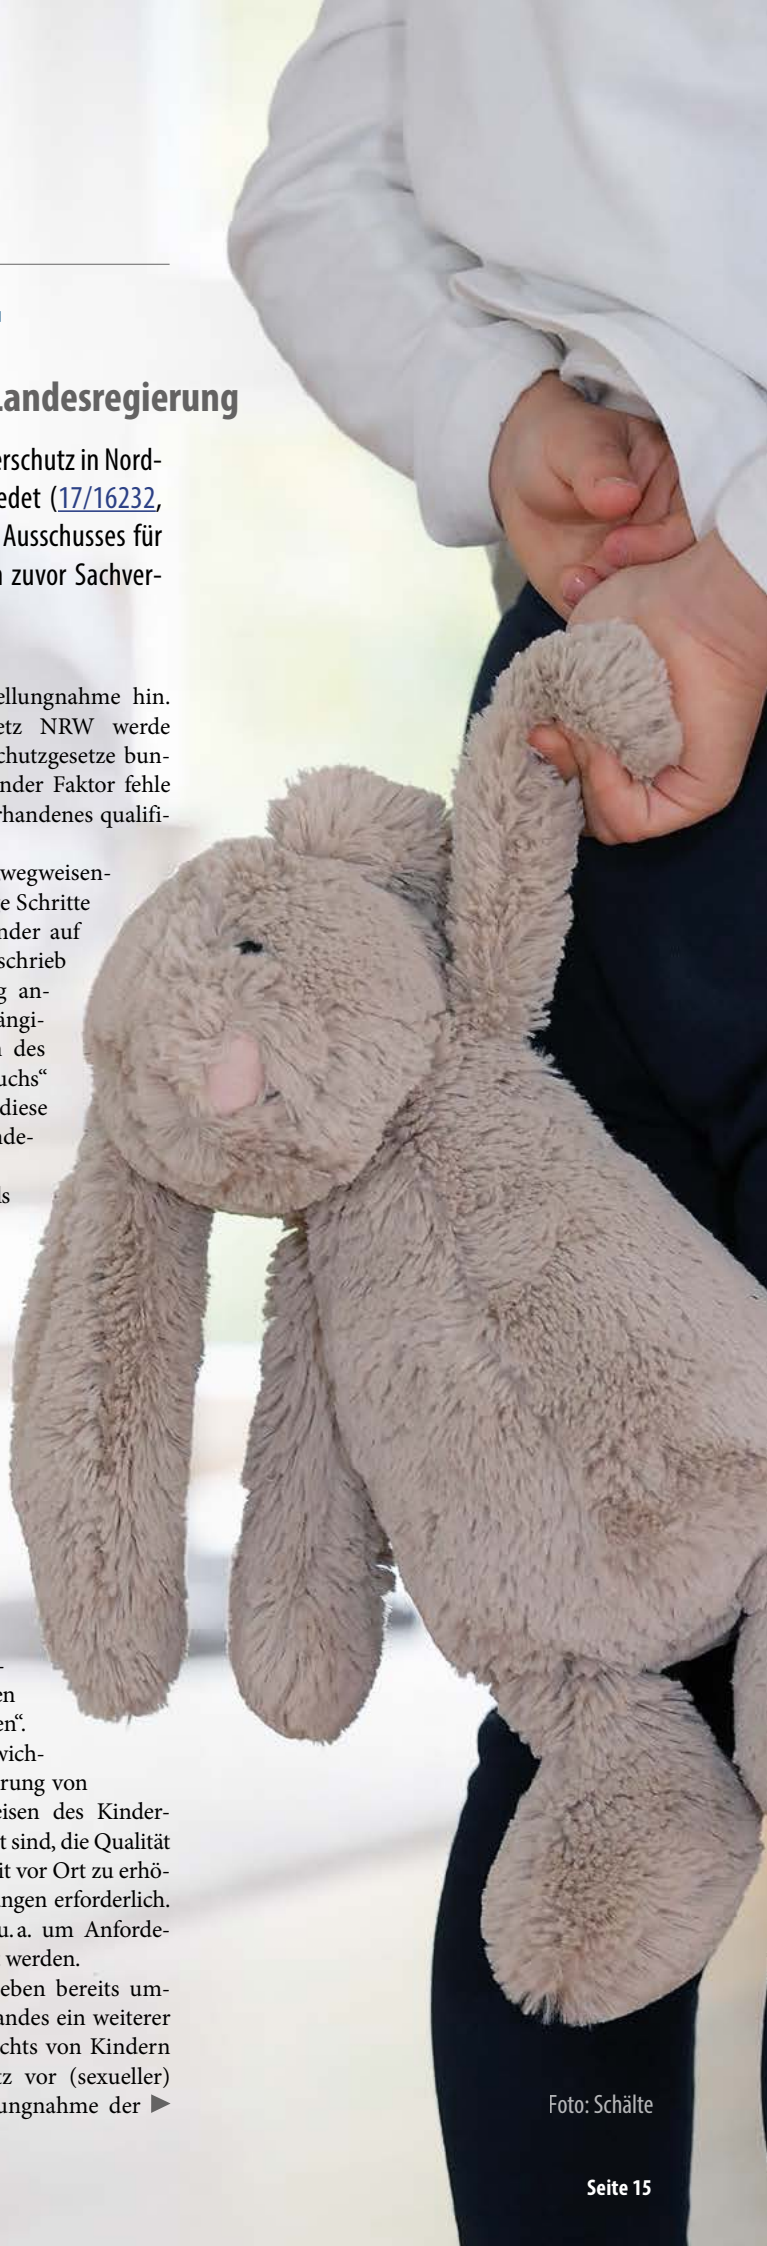 Landesregierung
erschutz in Nord-
edet (17/16232,
Ausschusses für
zuvor Sachver-
ellungnahme hin.
etz NRW werde
chutzgesetze bun-
nder Faktor fehle
rhandenes qualifi-
wegweisen-
e Schritte
nder auf
schrieb
g an-
ängi-
des
uchs“
diese
nde-
ls
-
en
en“.
wich-
rung von
eisen des Kinder-
t sind, die Qualität
it vor Ort zu erhö-
ngen erforderlich.
u. a. um Anforde-
werden.
eben bereits um-
andes ein weiterer
chts von Kindern
tz vor (sexueller)
ungnahme der ▶
Foto: Schälte
Seite 15